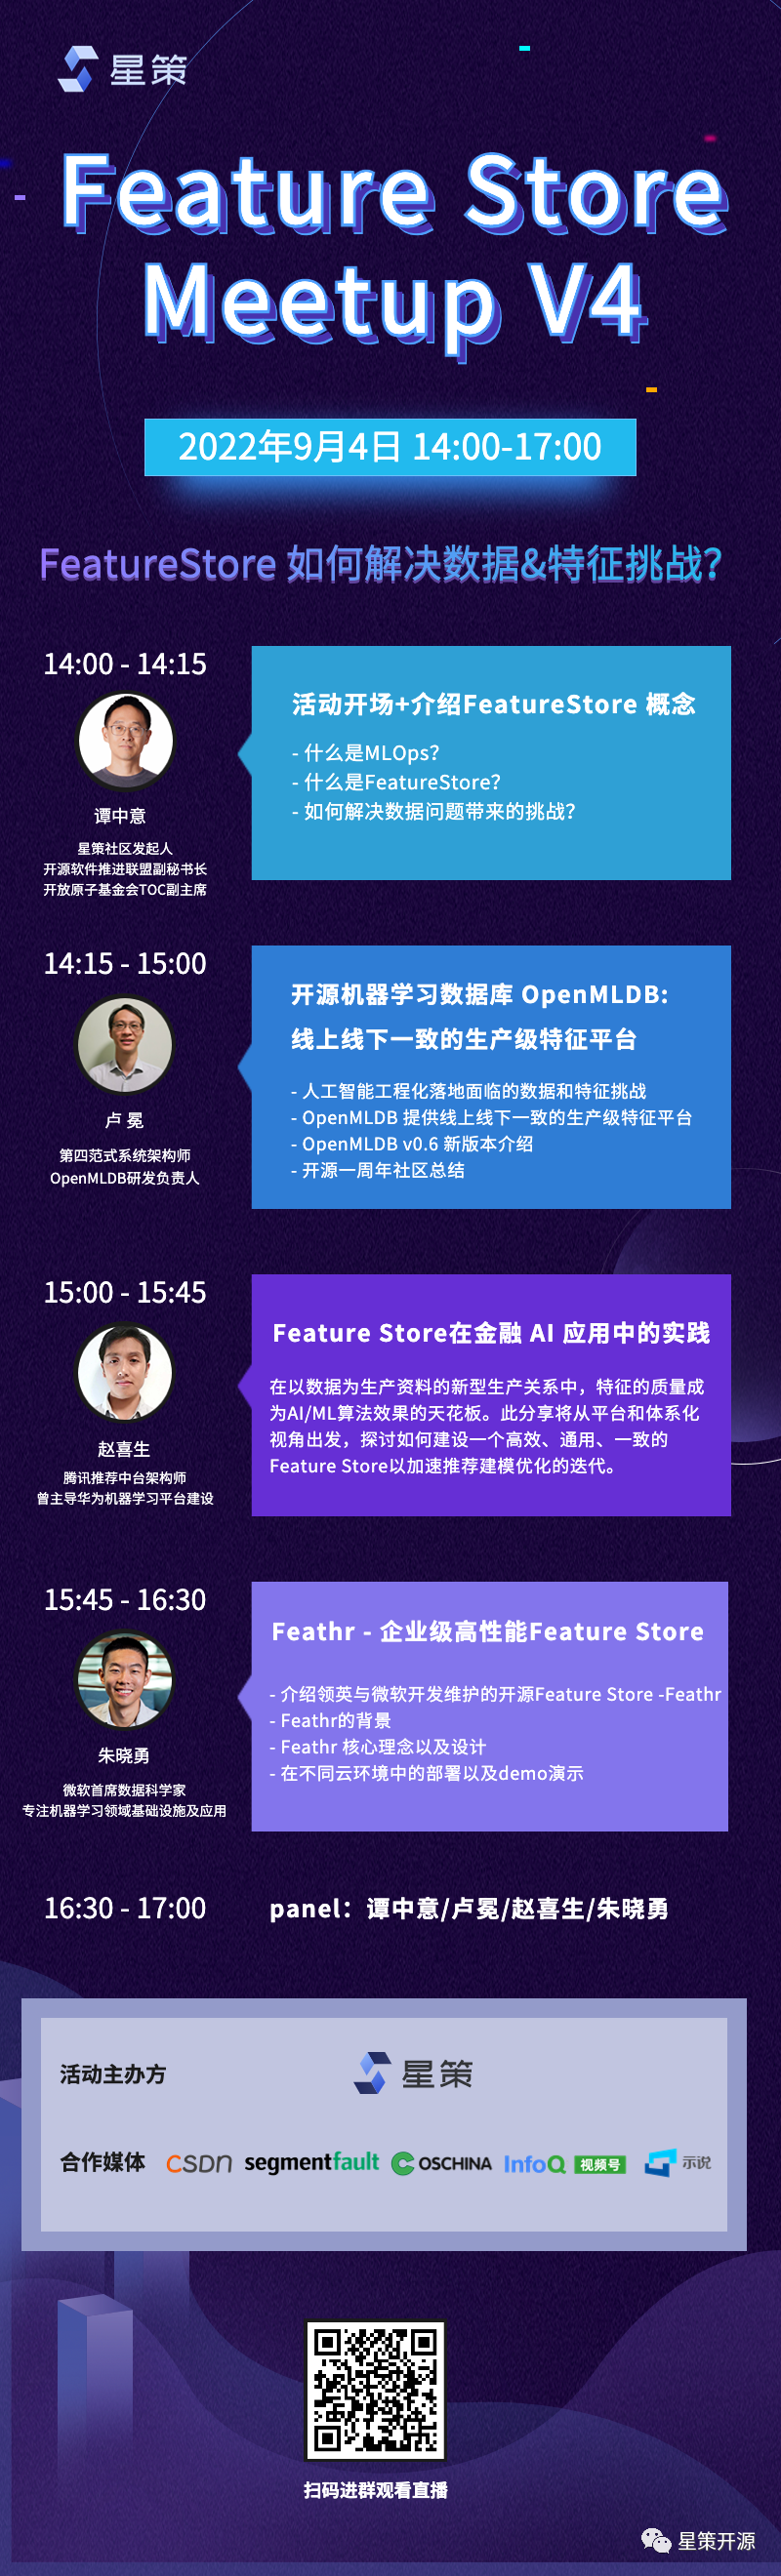 星策
Feature Store
Meetup V4
2022年9月4日 14:00-17:00
FeatureStore 如何解决数据&特征挑战?
14:00 - 14:15
谭中意
星策社区发起人
开源软件推进联盟副秘书长
开放原子基金会TOC副主席
活动开场+介绍FeatureStore 概念
- 什么是MLOps?
- 什么是FeatureStore?
- 如何解决数据问题带来的挑战?
14:15 - 15:00
卢 冕
第四范式系统架构师
OpenMLDB研发负责人
开源机器学习数据库 OpenMLDB:
线上线下一致的生产级特征平台
- 人工智能工程化落地面临的数据和特征挑战
- OpenMLDB 提供线上线下一致的生产级特征平台
- OpenMLDB v0.6 新版本介绍
- 开源一周年社区总结
15:00 - 15:45
赵喜生
腾讯推荐中台架构师
曾主导华为机器学习平台建设
Feature Store在金融 AI 应用中的实践
在以数据为生产资料的新型生产关系中，特征的质量成
为AI/ML算法效果的天花板。此分享将从平台和体系化
视角出发，探讨如何建设一个高效、通用、一致的
Feature Store以加速推荐建模优化的迭代。
15:45 - 16:30
朱晓勇
微软首席数据科学家
专注机器学习领域基础设施及应用
Feathr - 企业级高性能Feature Store
- 介绍领英与微软开发维护的开源Feature Store -Feathr
- Feathr的背景
- Feathr 核心理念以及设计
- 在不同云环境中的部署以及demo演示
16:30 - 17:00
panel：谭中意/卢冕/赵喜生/朱晓勇
活动主办方
星策
合作媒体
CSDN
segmentfault
OSCHINA
InfoQ 视频号
示说
扫码进群观看直播
星策开源